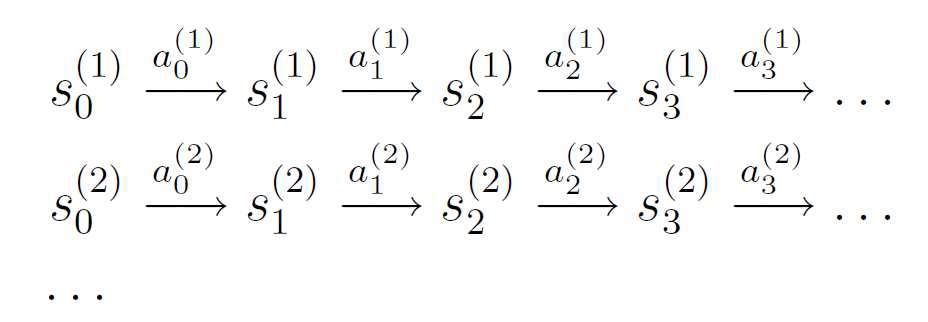 $s_0^{(1)} \xrightarrow{a_0^{(1)}} s_1^{(1)} \xrightarrow{a_1^{(1)}} s_2^{(1)} \xrightarrow{a_2^{(1)}} s_3^{(1)} \xrightarrow{a_3^{(1)}} \ldots$
$s_0^{(2)} \xrightarrow{a_0^{(2)}} s_1^{(2)} \xrightarrow{a_1^{(2)}} s_2^{(2)} \xrightarrow{a_2^{(2)}} s_3^{(2)} \xrightarrow{a_3^{(2)}} \ldots$
$\ldots$